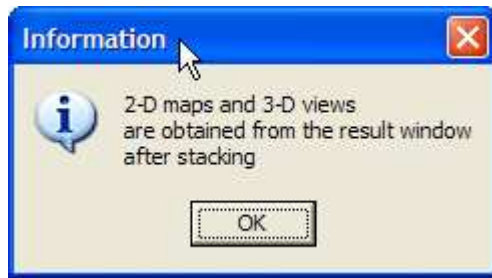 Information
2-D maps and 3-D views
are obtained from the result window
after stacking
OK